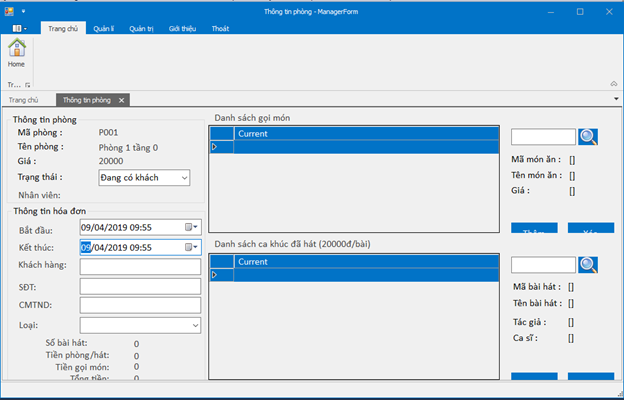 Thông tin phòng - ManagerForm
Trang chủ Quản lí Quản trị Giới thiệu Thoát
Home
Tr...
Trang chủ Thông tin phòng
Thông tin phòng
Mã phòng : P001
Tên phòng : Phòng 1 tầng 0
Giá : 20000
Trạng thái : Đang có khách
Nhân viên:
Thông tin hóa đơn
Bắt đầu: 09/04/2019 09:55
Kết thúc: 09/04/2019 09:55
Khách hàng:
SĐT:
CMTND:
Loại:
Số bài hát: 0
Tiền phòng/hát: 0
Tiền gọi món: 0
Tổng tiền: 0
Danh sách gọi món
Current
Mã món ăn : []
Tên món ăn : []
Giá : []
Thêm Xóa
Danh sách ca khúc đã hát (20000đ/bài)
Current
Mã bài hát : []
Tên bài hát : []
Tác giả : []
Ca sĩ : []